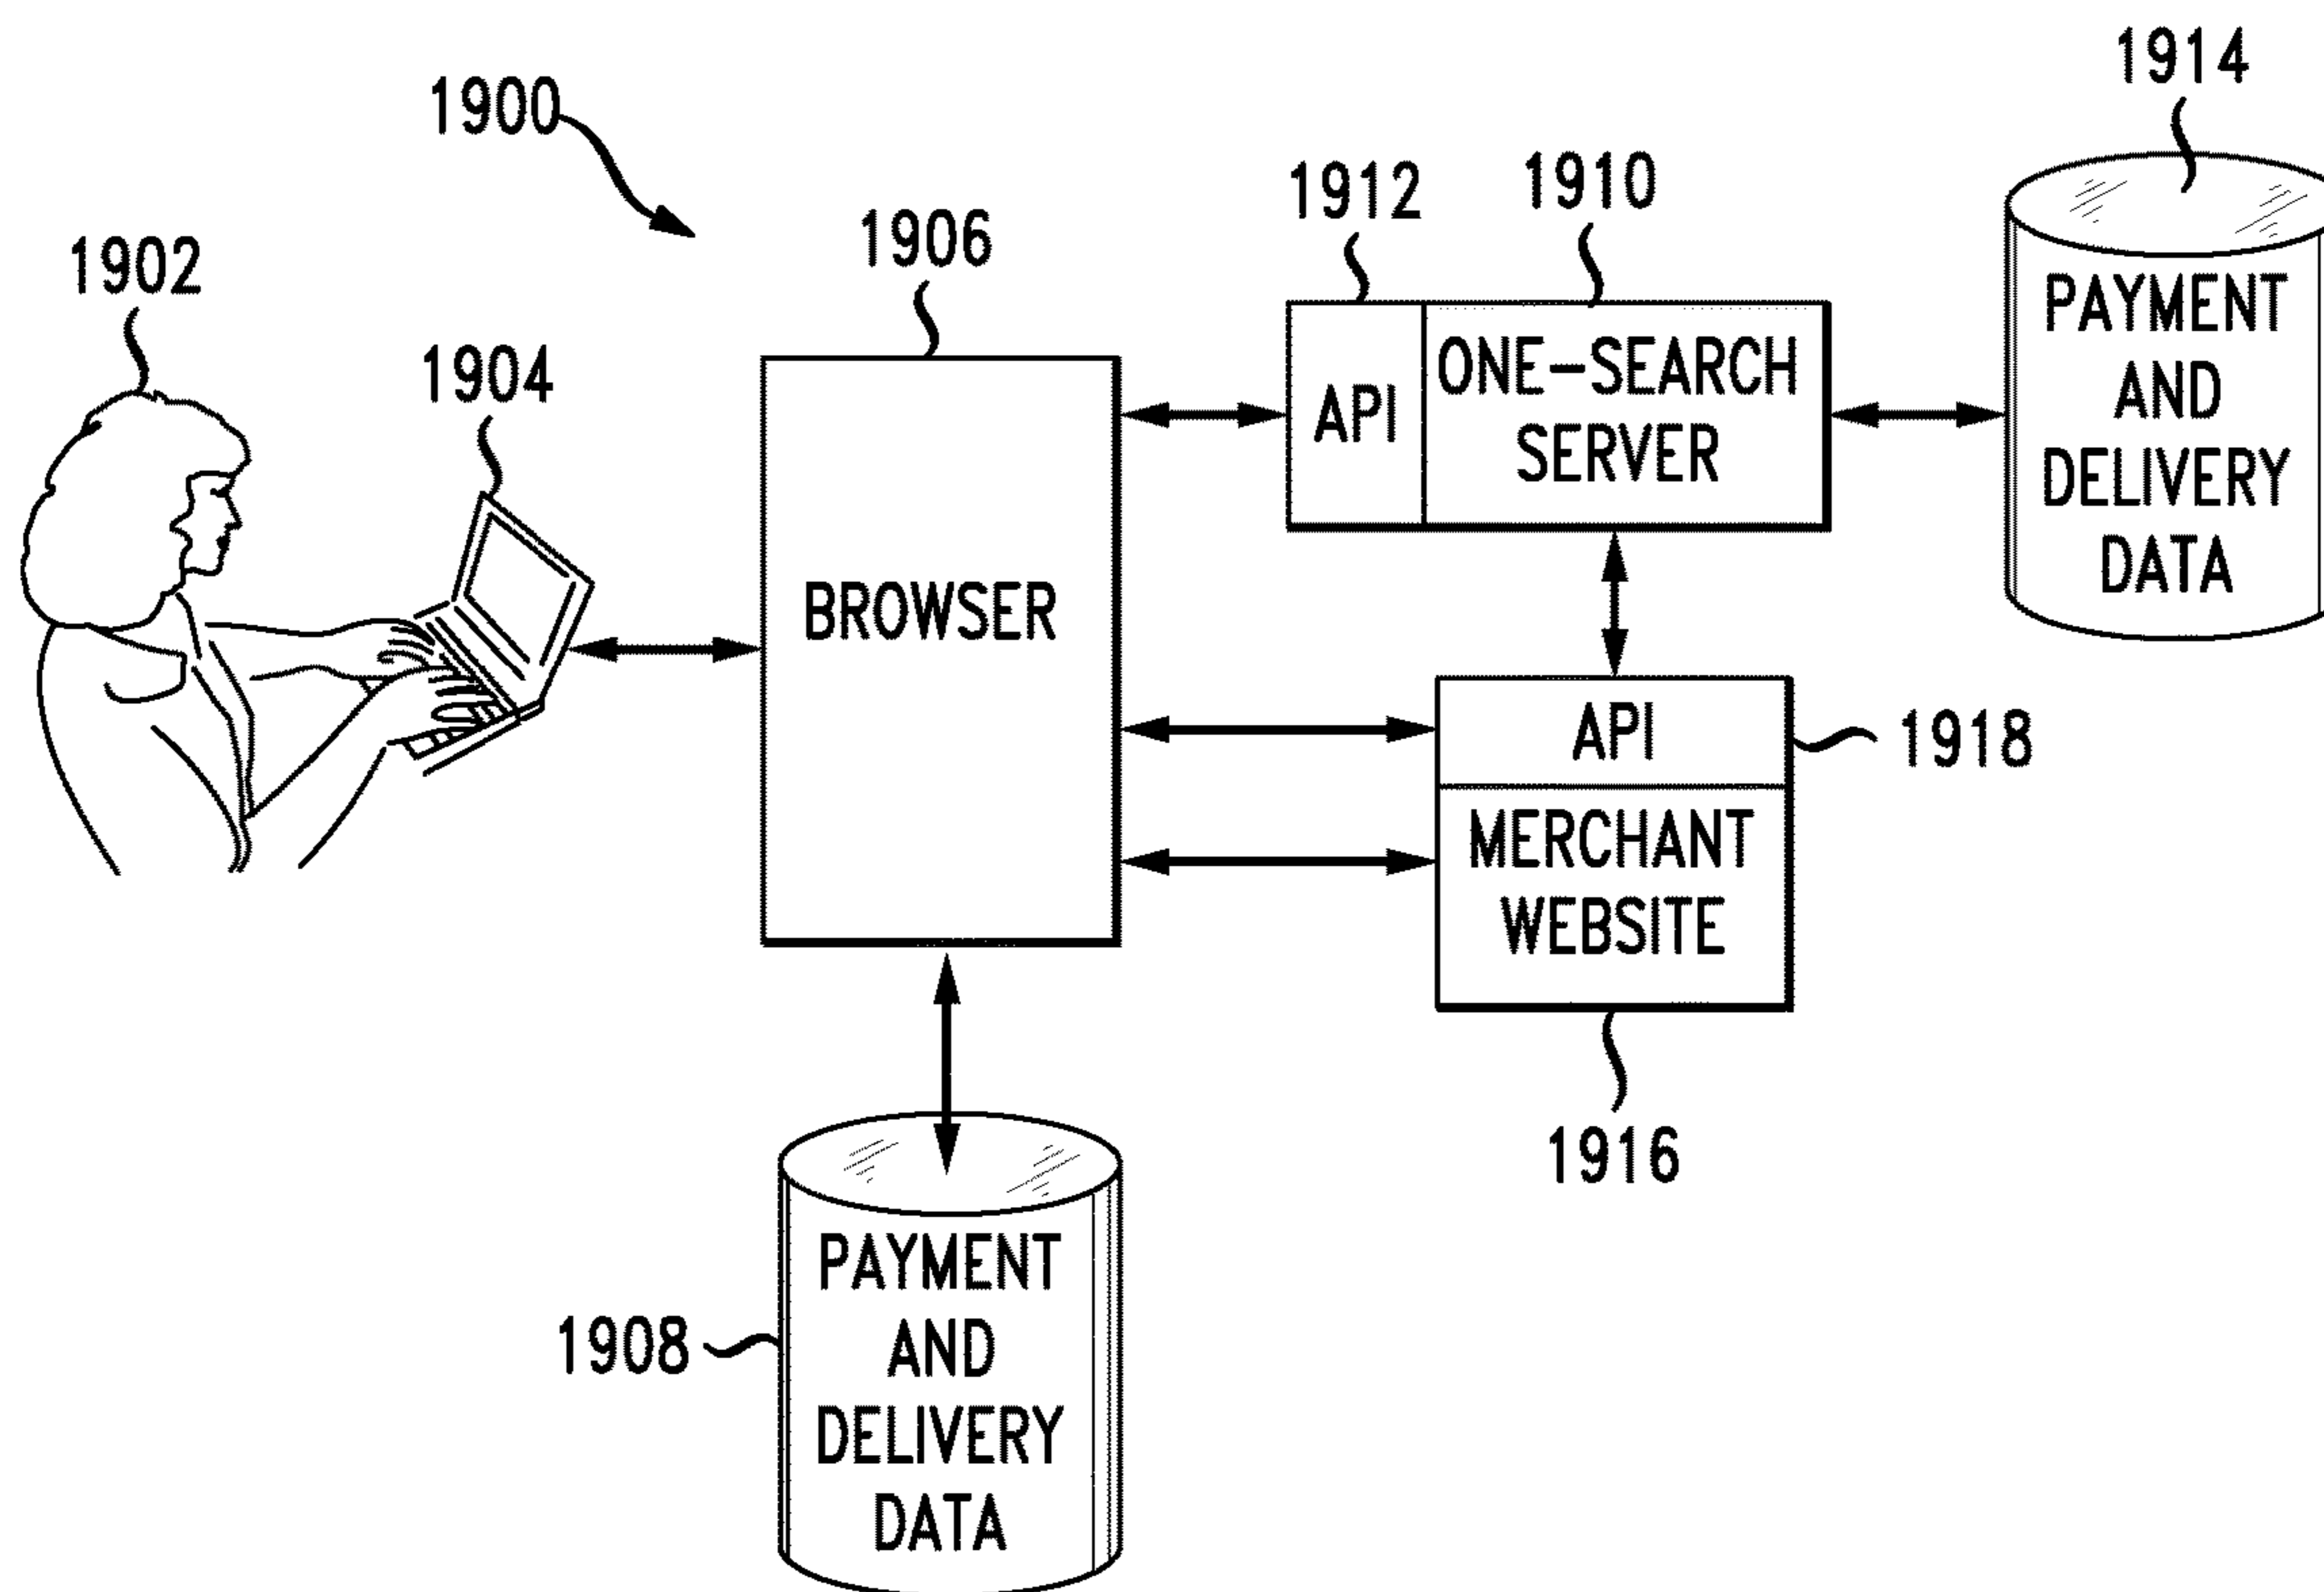 1914
1900
1912
1910
1906
1902
1904
PAYMENT
AND
DELIVERY
DATA
API
ONE-SEARCH
SERVER
BROWSER
API
1918
MERCHANT
WEBSITE
1916
PAYMENT
AND
DELIVERY
DATA
1908